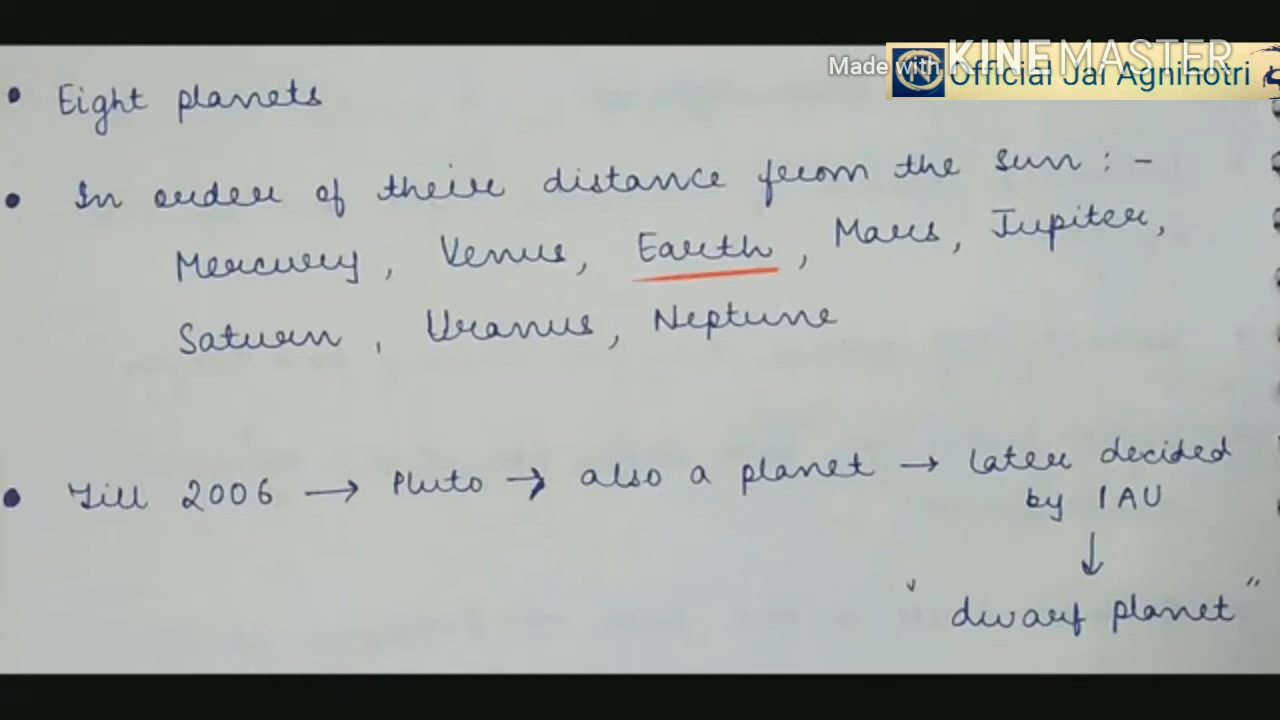 Made with KINEMASTER
Official Jai Agnihotri
• Eight planets
• In order of their distance from the sun : -
Mercury, Venus, Earth, Mars, Jupiter,
Saturn, Uranus, Neptune
• Till 2006 → Pluto → also a planet → later decided
by IAU
↓
" dwarf planet "